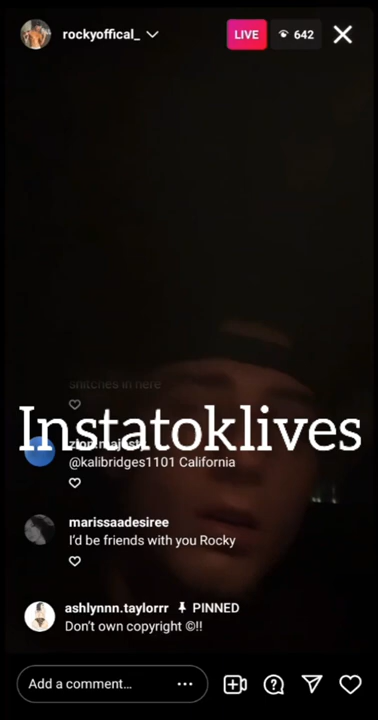 rockyoffical_
LIVE
642
snitches in here
Instatoklives
@kalibridges1101 California
marissaadesiree
I'd be friends with you Rocky
ashlynnn.taylorrr PINNED
Don't own copyright ©!!
Add a comment...